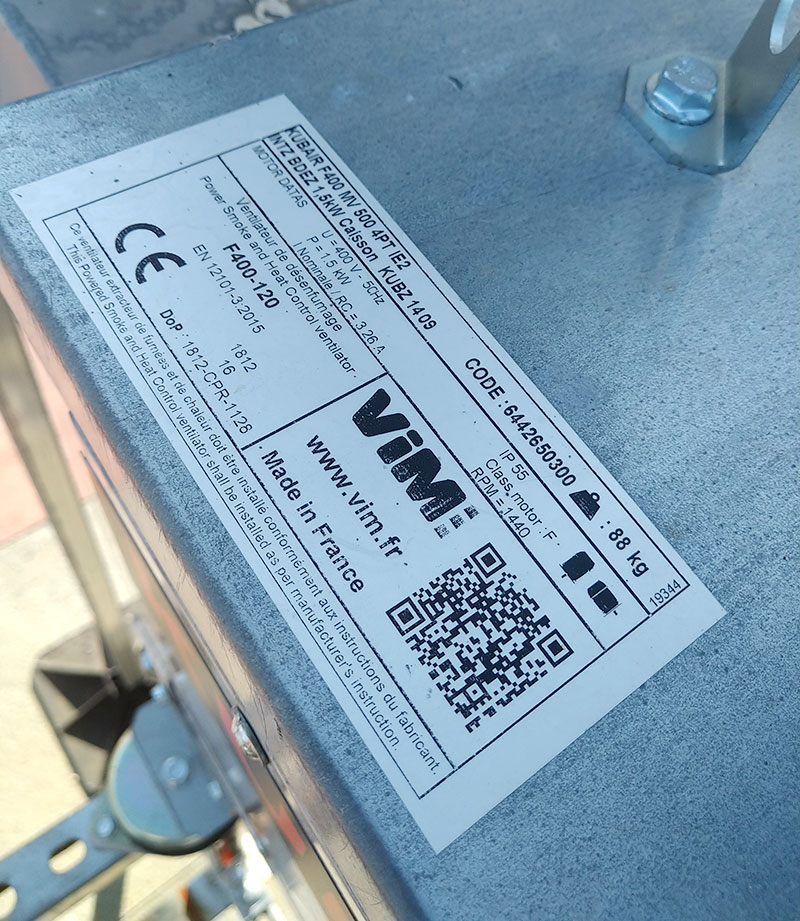 KUBAIR F400 MV 500 4PT IE2
INTZ BDEZ 1,5kW Caisson KUBZ 1409
CODE : 6442650300 : 88 kg
MOTOR DATAS
U = 400 V - 50Hz
P = 1.5 kW
I.Nominale / RC = 3.26 A
IP 55
Class.motor : F
RPM = 1440
19344
Ventilateur de désenfumage
Power Smoke and Heat Control ventilator.
F400-120
EN 12101-3:2015
1812
16
DoP : 1812-CPR-1128
CE
ViM
www.vim.fr
Made in France
Ce ventilateur extracteur de fumées et de chaleur doit être installé conformément aux instructions du fabricant.
This Powered Smoke and Heat Control ventilator shall be installed as per manufacturer's instruction.